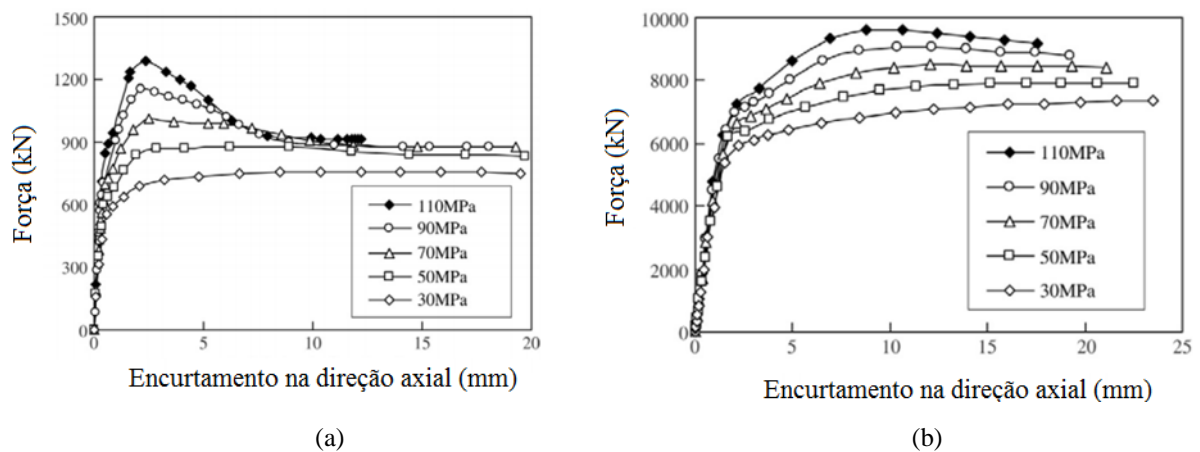 1500
1200
900
600
300
0
0
5
10
15
20
Força (kN)
110MPa
90MPa
70MPa
50MPa
30MPa
Encurtamento na direção axial (mm)
(a)
10000
8000
6000
4000
2000
0
0
5
10
15
20
25
Força (kN)
110MPa
90MPa
70MPa
50MPa
30MPa
Encurtamento na direção axial (mm)
(b)